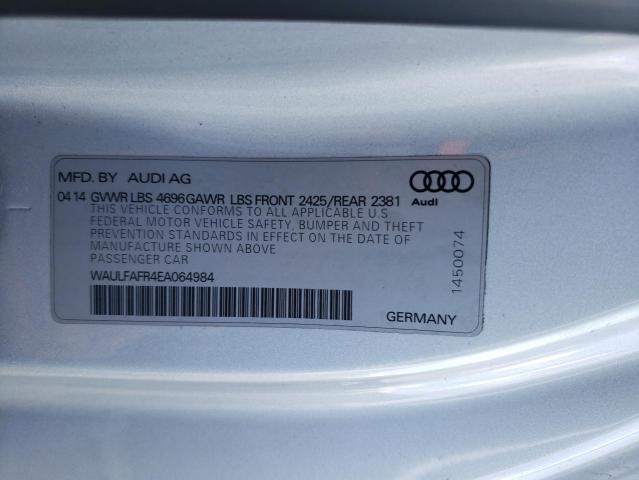 MFD. BY AUDI AG
04 14 GVWR LBS 4696 GAWR LBS FRONT 2425/REAR 2381
THIS VEHICLE CONFORMS TO ALL APPLICABLE U.S.
FEDERAL MOTOR VEHICLE SAFETY, BUMPER AND THEFT
PREVENTION STANDARDS IN EFFECT ON THE DATE OF
MANUFACTURE SHOWN ABOVE
PASSENGER CAR
WAULFAFR4EA064984
Audi
1450074
GERMANY